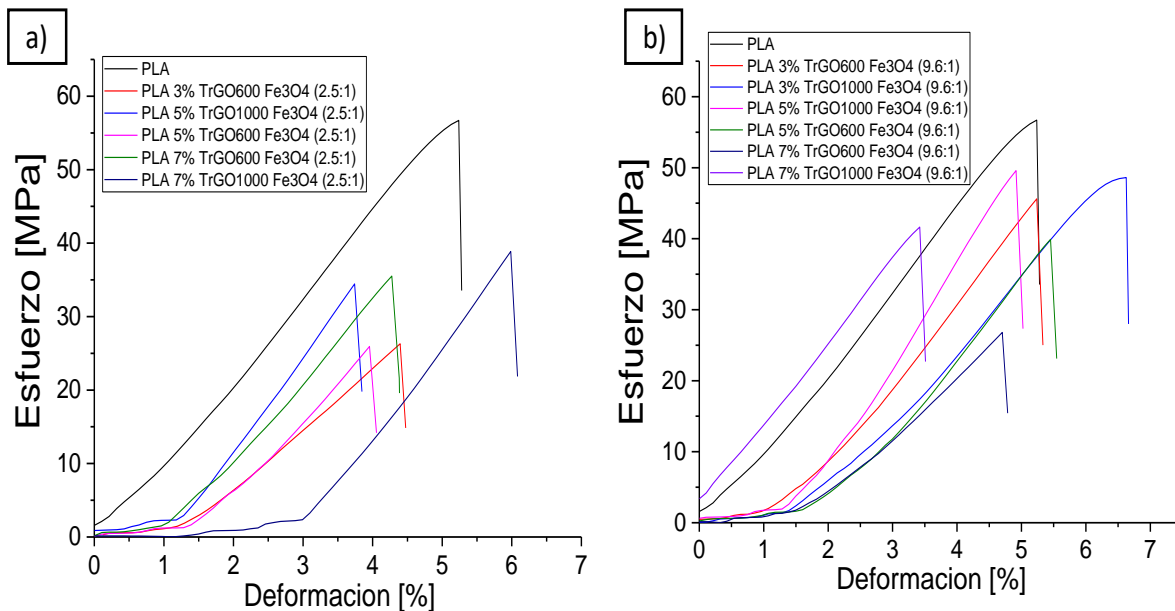 a)
PLA
PLA 3% TrGO600 Fe3O4 (2.5:1)
PLA 5% TrGO1000 Fe3O4 (2.5:1)
PLA 5% TrGO600 Fe3O4 (2.5:1)
PLA 7% TrGO600 Fe3O4 (2.5:1)
PLA 7% TrGO1000 Fe3O4 (2.5:1)
Esfuerzo [MPa]
60
50
40
30
20
10
0
0 1 2 3 4 5 6 7
Deformacion [%]
b)
PLA
PLA 3% TrGO600 Fe3O4 (9.6:1)
PLA 3% TrGO1000 Fe3O4 (9.6:1)
PLA 5% TrGO1000 Fe3O4 (9.6:1)
PLA 5% TrGO600 Fe3O4 (9.6:1)
PLA 7% TrGO600 Fe3O4 (9.6:1)
PLA 7% TrGO1000 Fe3O4 (9.6:1)
Esfuerzo [MPa]
60
50
40
30
20
10
0
0 1 2 3 4 5 6 7
Deformacion [%]